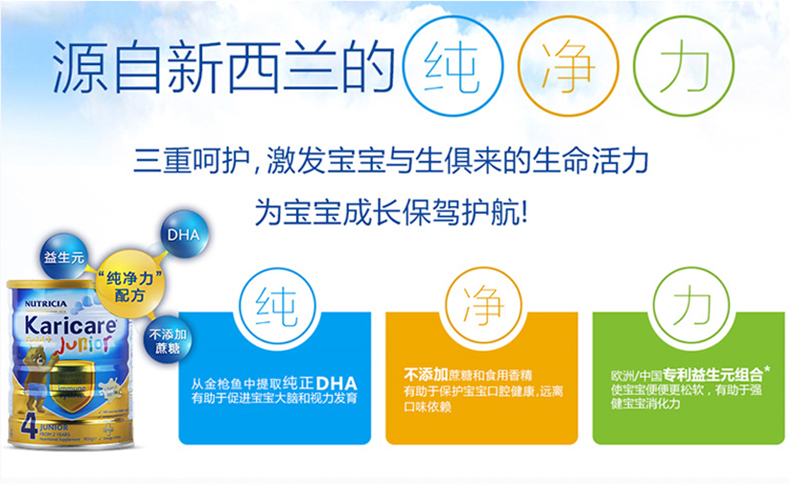 源自新西兰的纯净力
三重呵护,激发宝宝与生俱来的生命活力
为宝宝成长保驾护航!
益生元
DHA
“纯净力”
配方
不添加
蔗糖
NUTRICIA
Karicare
Junior
4
JUNIOR
FROM 2 YEARS
纯
从金枪鱼中提取纯正DHA
有助于促进宝宝大脑和视力发育
净
不添加蔗糖和食用香精
有助于保护宝宝口腔健康,远离
口味依赖
力
欧洲/中国专利益生元组合*
使宝宝便便更松软,有助于强
健宝宝消化力